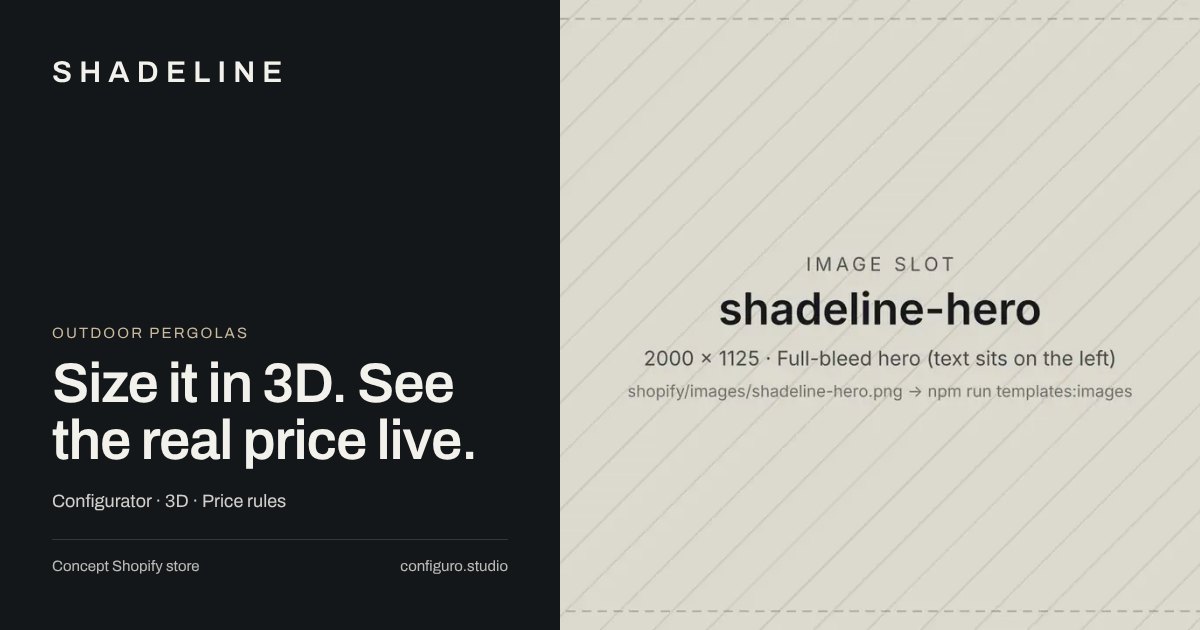 SHADELINE
OUTDOOR PERGOLAS
Size it in 3D. See
the real price live.
Configurator · 3D · Price rules
Concept Shopify store
configuro.studio
IMAGE SLOT
shadeline-hero
2000 × 1125 · Full-bleed hero (text sits on the left)
shopify/images/shadeline-hero.png → npm run templates:images